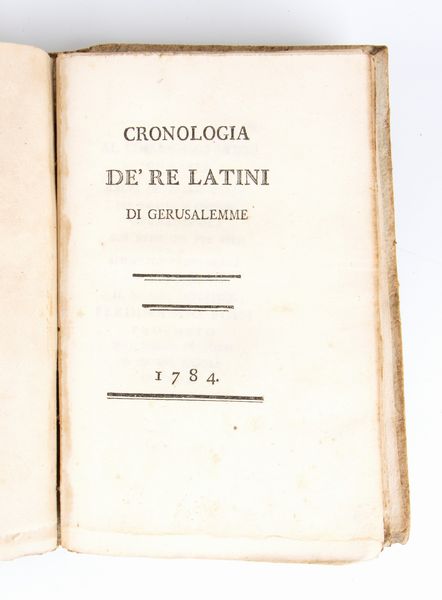 CRONOLOGIA
DE' RE LATINI
DI GERUSALEMME
1784.